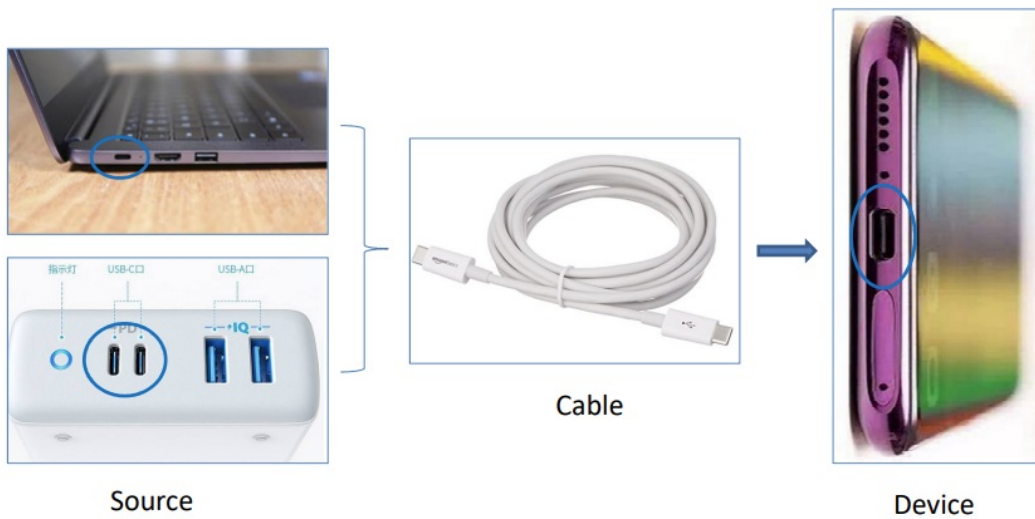 指示灯
USB-C口
USB-A口
PD
IQ
Source
Cable
Device